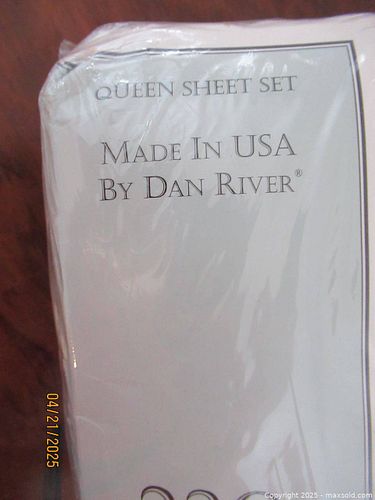 QUEEN SHEET SET
MADE IN USA
BY DAN RIVER®
04/21/2025
Copyright 2025 - maxsold.com